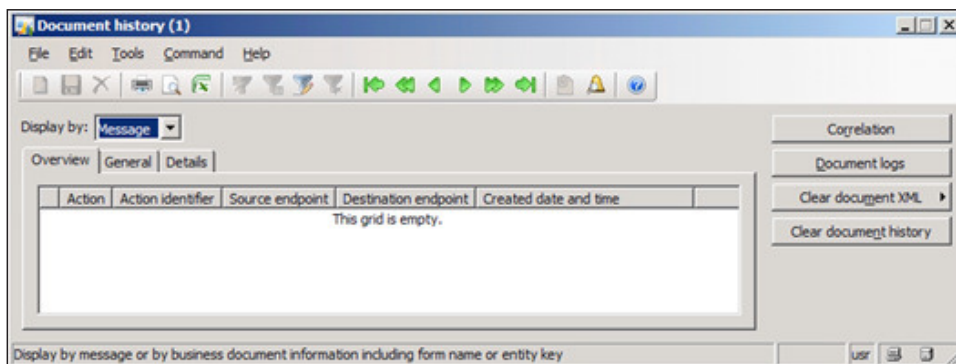 Document history (1)
File Edit Tools Command Help
Display by: Message
Correlation
Overview General Details
Document logs
Action Action identifier Source endpoint Destination endpoint Created date and time
Clear document XML
This grid is empty.
Clear document history
Display by message or by business document information including form name or entity key
usr